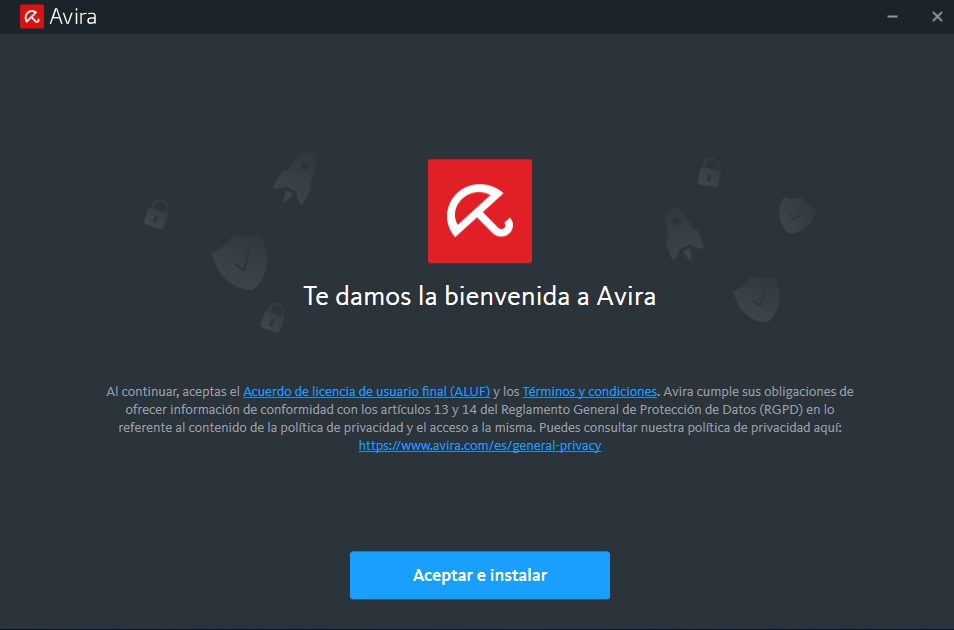 Avira
Te damos la bienvenida a Avira
Al continuar, aceptas el Acuerdo de licencia de usuario final (ALUF) y los Términos y condiciones. Avira cumple sus obligaciones de
ofrecer información de conformidad con los artículos 13 y 14 del Reglamento General de Protección de Datos (RGPD) en lo
referente al contenido de la política de privacidad y el acceso a la misma. Puedes consultar nuestra política de privacidad aquí:
https://www.avira.com/es/general-privacy
Aceptar e instalar